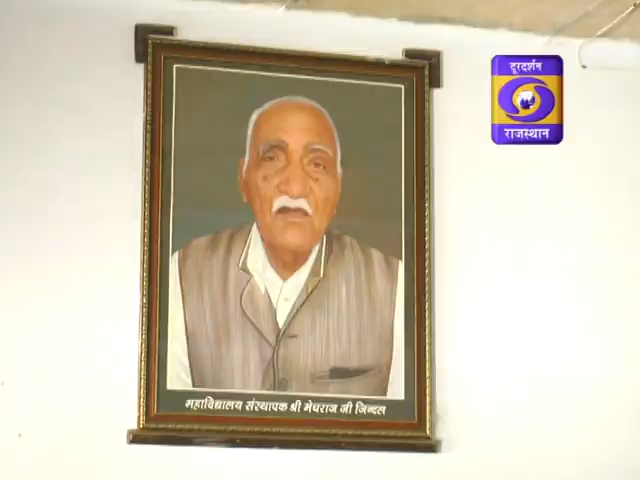 दूरदर्शन
राजस्थान
महाविद्यालय संस्थापक श्री मेघराज जी जिन्दल